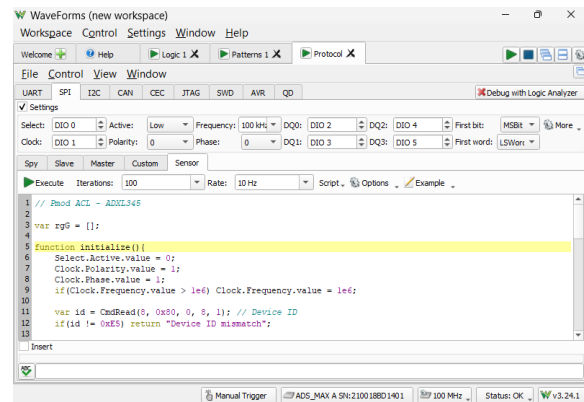 WaveForms (new workspace)
Workspace Control Settings Window Help
Welcome Help Logic 1 Patterns 1 Protocol
File Control View Window
UART SPI I2C CAN CEC JTAG SWD AVR QD Debug with Logic Analyzer
Settings
Select: DIO 0 Active: Low Frequency: 100 kHz DQ0: DIO 2 DQ2: DIO 4 First bit: MSBit More
Clock: DIO 1 Polarity: 0 Phase: 0 DQ1: DIO 3 DQ3: DIO 5 First word: LSWord
Spy Slave Master Custom Sensor
Execute Iterations: 100 Rate: 10 Hz Script Options Example
1 // Pmod ACL - ADXL345
2
3 var rgG = [];
4
5 function initialize(){
6 Select.Active.value = 0;
7 Clock.Polarity.value = 1;
8 Clock.Phase.value = 1;
9 if(Clock.Frequency.value > 1e6) Clock.Frequency.value = 1e6;
10
11 var id = CmdRead(8, 0x80, 0, 8, 1); // Device ID
12 if(id != 0xE5) return "Device ID mismatch";
13
Insert
ABC
Manual Trigger ADS_MAX A SN:210018BD1401 100 MHz Status: OK v3.24.1